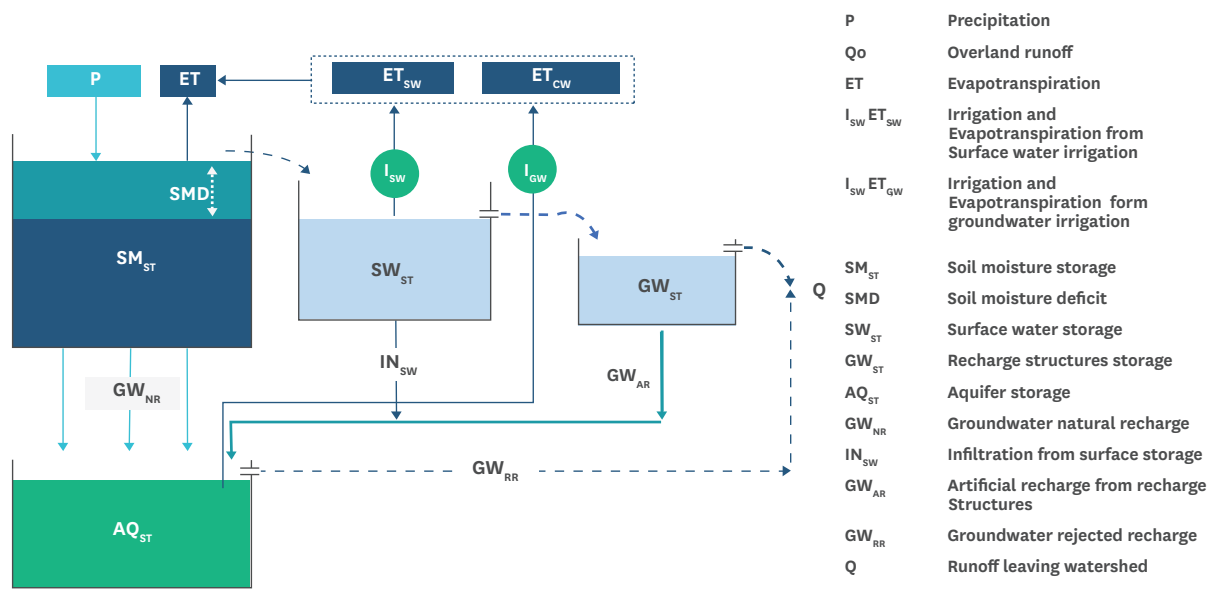 P
ET
ET SW
ET CW
SMD
I SW
I GW
SM ST
SW ST
GW ST
Q
IN SW
GW AR
GW NR
GW RR
AQ ST
P Precipitation
Qo Overland runoff
ET Evapotranspiration
I SW ET SW Irrigation and
Evapotranspiration from
Surface water irrigation
I SW ET GW Irrigation and
Evapotranspiration form
groundwater irrigation
SM ST Soil moisture storage
SMD Soil moisture deficit
SW ST Surface water storage
GW ST Recharge structures storage
AQ ST Aquifer storage
GW NR Groundwater natural recharge
IN SW Infiltration from surface storage
GW AR Artificial recharge from recharge
Structures
GW RR Groundwater rejected recharge
Q Runoff leaving watershed